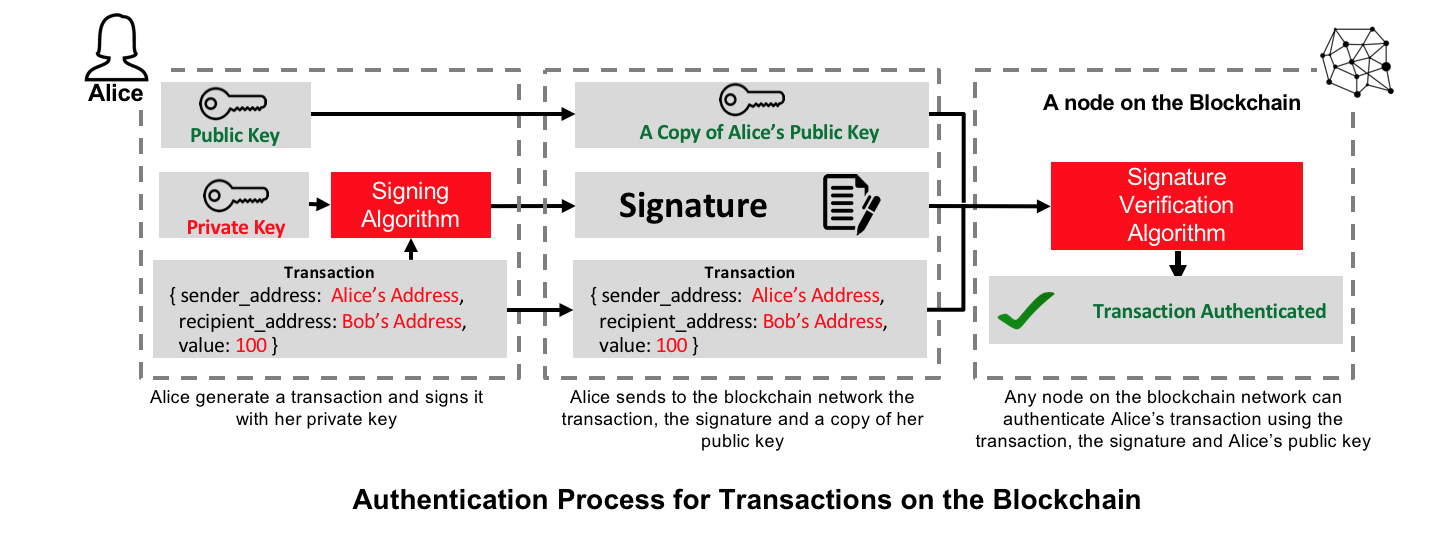 Alice
Public Key
Private Key
Signing
Algorithm
Transaction
{ sender_address: Alice's Address,
recipient_address: Bob's Address,
value: 100 }
Alice generate a transaction and signs it
with her private key
A Copy of Alice's Public Key
Signature
Transaction
{ sender_address: Alice's Address,
recipient_address: Bob's Address,
value: 100 }
Alice sends to the blockchain network the
transaction, the signature and a copy of her
public key
A node on the Blockchain
Signature
Verification
Algorithm
Transaction Authenticated
Any node on the blockchain network can
authenticate Alice's transaction using the
transaction, the signature and Alice's public key
Authentication Process for Transactions on the Blockchain